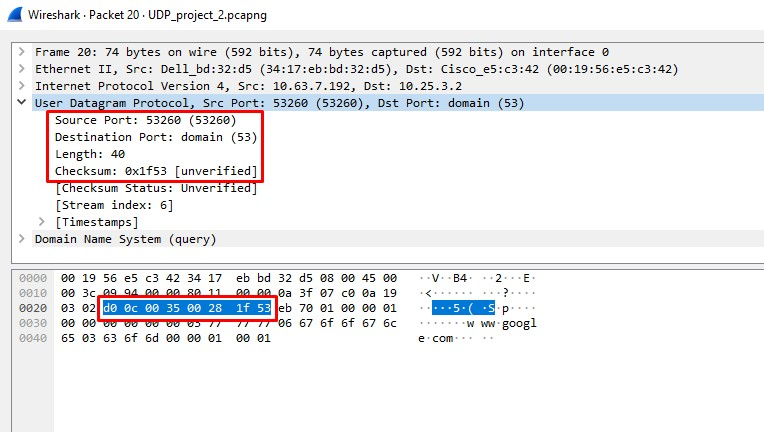 Wireshark · Packet 20 · UDP_project_2.pcapng
Frame 20: 74 bytes on wire (592 bits), 74 bytes captured (592 bits) on interface 0
Ethernet II, Src: Dell_bd:32:d5 (34:17:eb:bd:32:d5), Dst: Cisco_e5:c3:42 (00:19:56:e5:c3:42)
Internet Protocol Version 4, Src: 10.63.7.192, Dst: 10.25.3.2
User Datagram Protocol, Src Port: 53260 (53260), Dst Port: domain (53)
Source Port: 53260 (53260)
Destination Port: domain (53)
Length: 40
Checksum: 0x1f53 [unverified]
[Checksum Status: Unverified]
[Stream index: 6]
[Timestamps]
Domain Name System (query)
0000 00 19 56 e5 c3 42 34 17 eb bd 32 d5 08 00 45 00 ··V··B4· ··2···E·
0010 00 3c 09 94 00 00 80 11 00 00 0a 3f 07 c0 0a 19 ·<······ ···?····
0020 03 02 d0 0c 00 35 00 28 1f 53 eb 70 01 00 00 01 ·····5·( ·S·p····
0030 00 00 00 00 00 00 03 77 77 77 06 67 6f 6f 67 6c ·······w ww·googl
0040 65 03 63 6f 6d 00 00 01 00 01 e·com··· ··